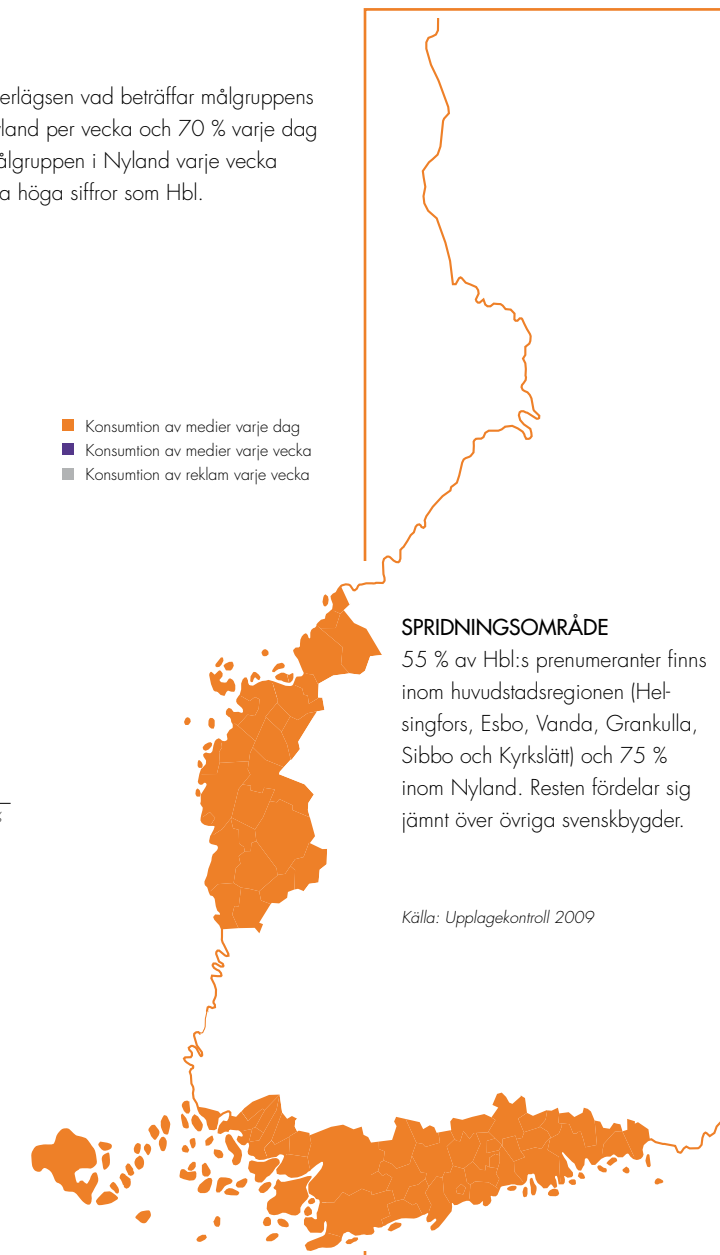 erlägsen vad beträffar målgruppens
land per vecka och 70 % varje dag
ålgruppen i Nyland varje vecka
a höga siffror som Hbl.
Konsumtion av medier varje dag
Konsumtion av medier varje vecka
Konsumtion av reklam varje vecka
SPRIDNINGSOMRÅDE
55 % av Hbl:s prenumeranter finns
inom huvudstadsregionen (Hel-
singfors, Esbo, Vanda, Grankulla,
Sibbo och Kyrkslätt) och 75 %
inom Nyland. Resten fördelar sig
jämnt över övriga svenskbygder.
Källa: Upplagekontroll 2009